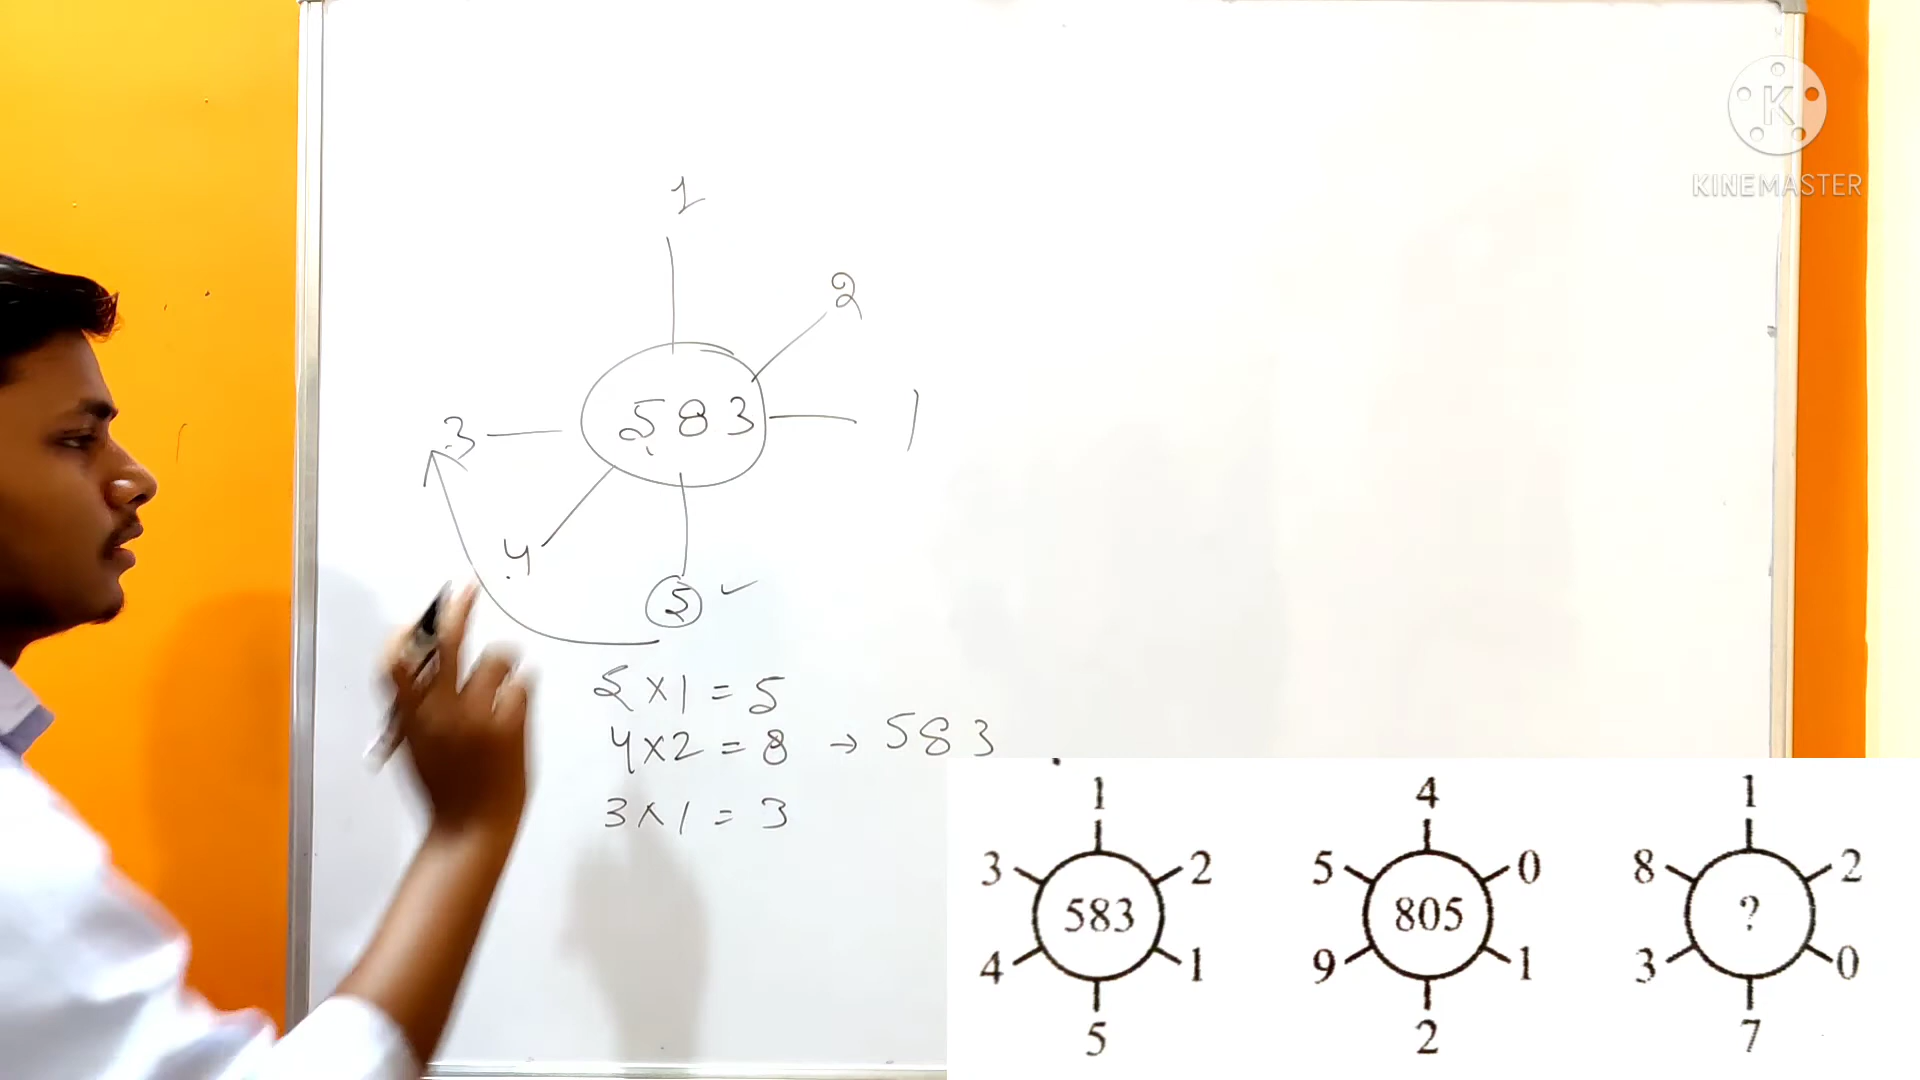 K
KINEMASTER
1
2
3
583
1
4
5
5 x 1 = 5
4 x 2 = 8 → 583
3 x 1 = 3
1 4 1
3 2 5 0 8 2
583 805 ?
4 1 9 1 3 0
5 2 7